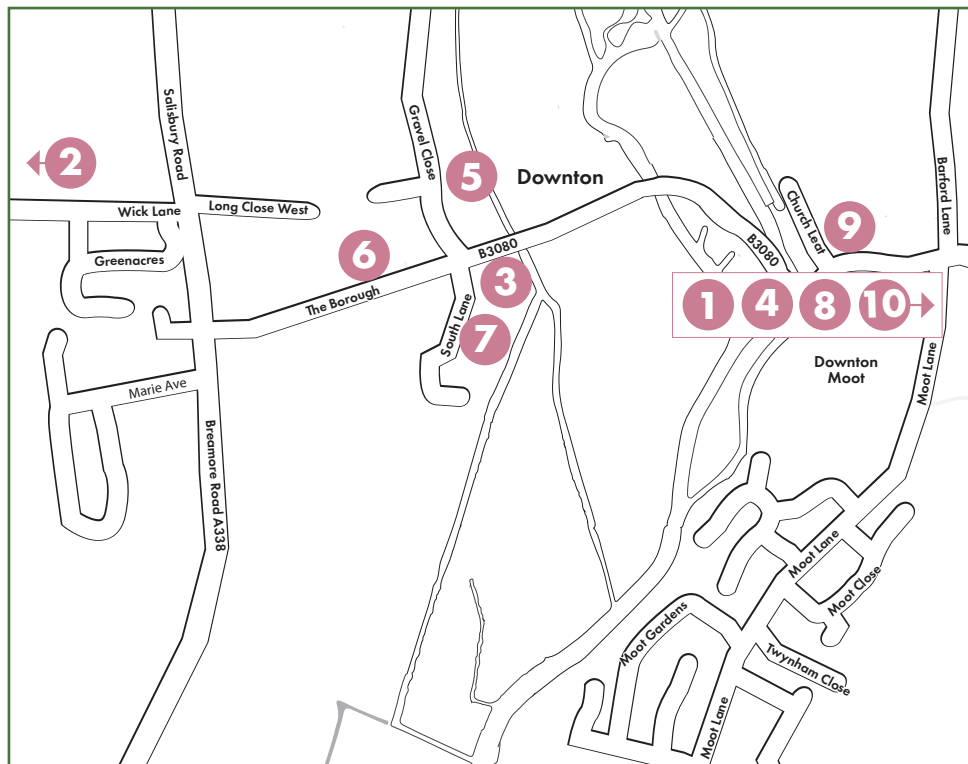 Salisbury Road
Gravel Close
2
5
Downton
Barford Lane
Wick Lane
Long Close West
Church Leat
9
Greenacres
6
B3080
B3080
3
1
4
8
10
The Borough
South Lane
7
Downton
Moot
Moot Lane
Marie Ave
Breamore Road A338
Moot Lane
Moot Close
Moot Gardens
Twynham Close
Moot Lane